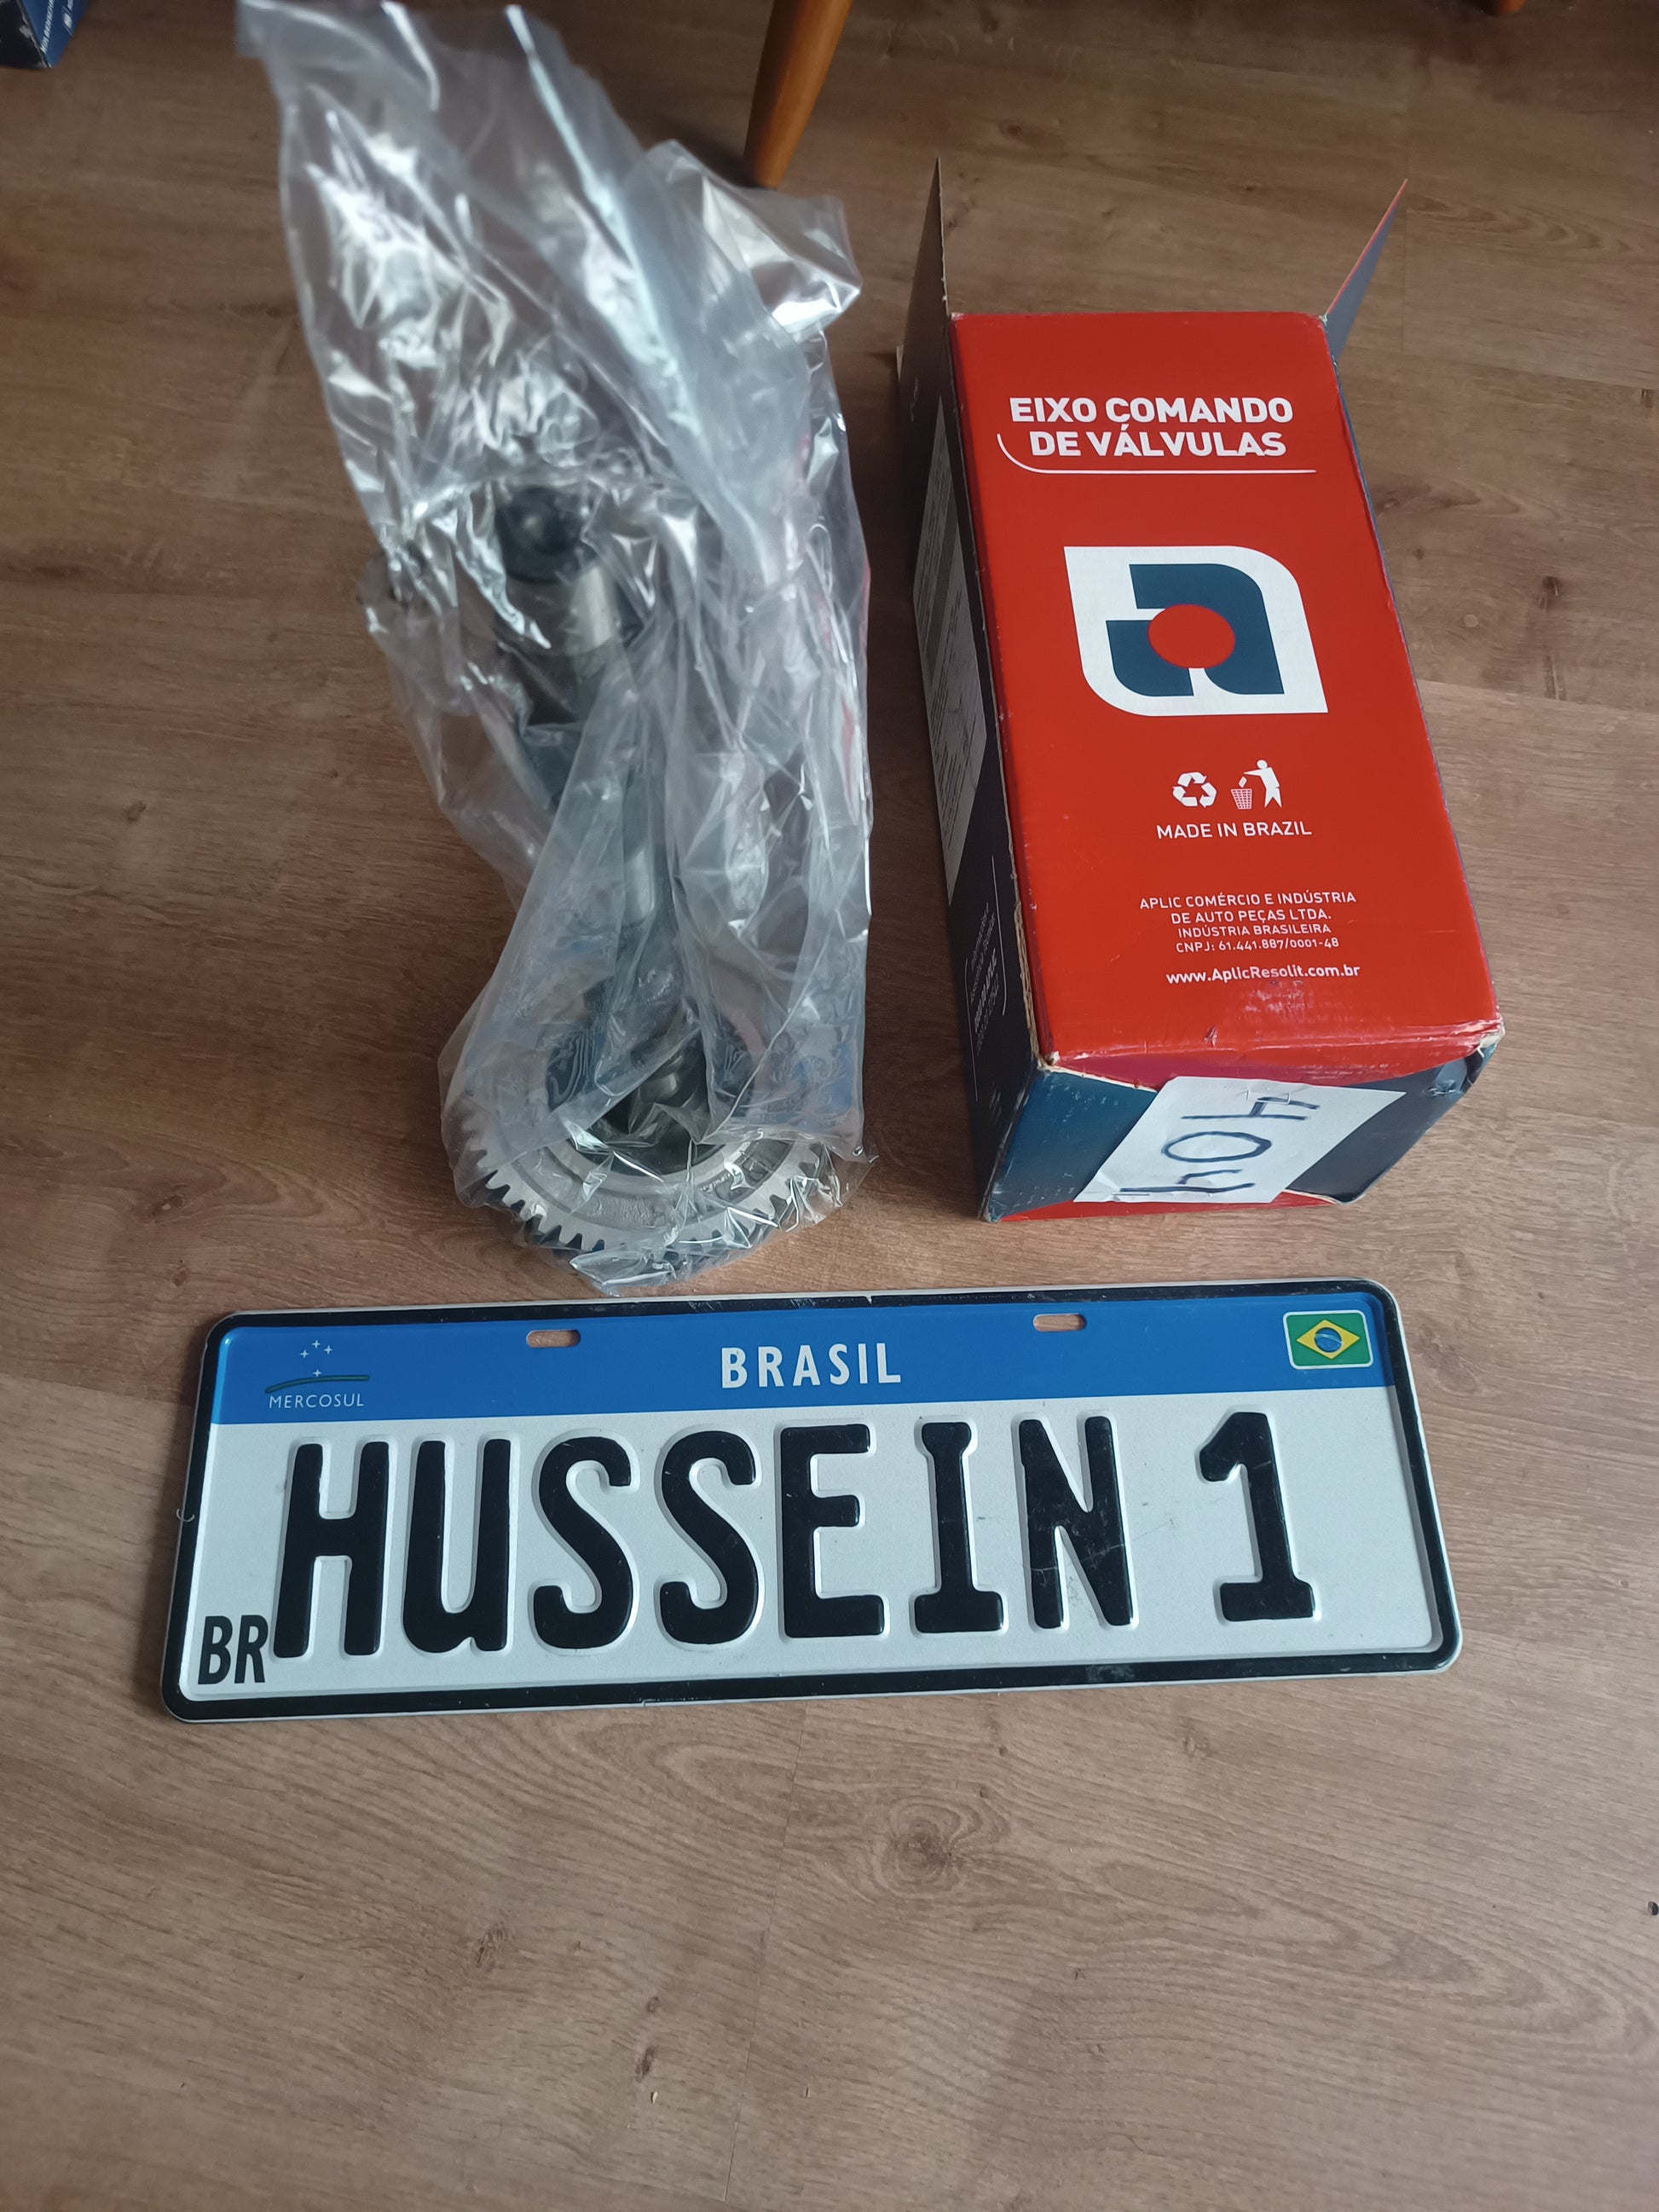 EIXO COMANDO
DE VÁLVULAS
MADE IN BRAZIL
APLIC COMÉRCIO E INDÚSTRIA
DE AUTO PEÇAS LTDA.
INDÚSTRIA BRASILEIRA
CNPJ: 61.441.887/0001-48
www.AplicResolit.com.br
BRASIL
MERCOSUL
HUSSEIN 1
BR